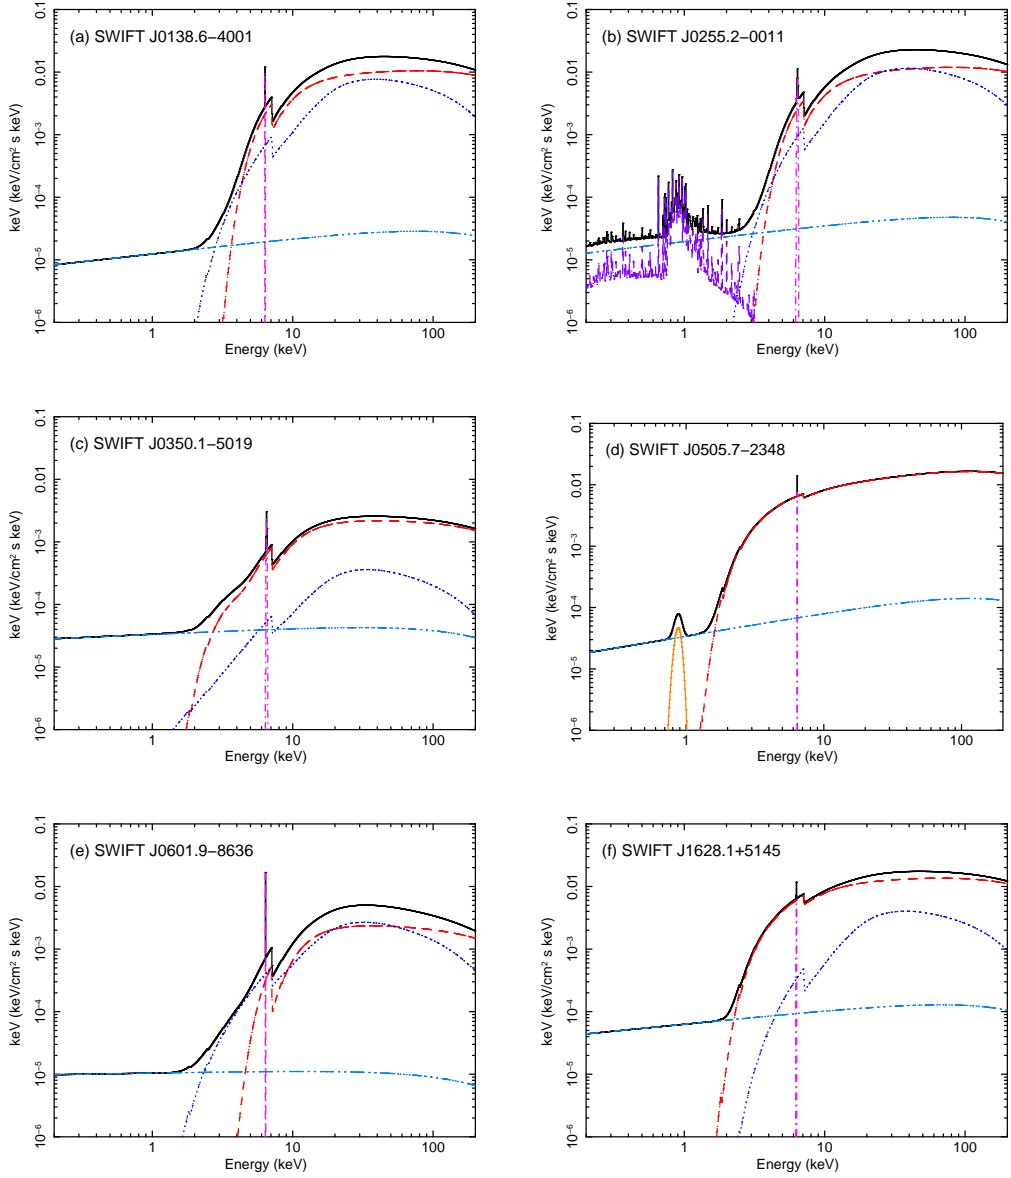 (a) SWIFT J0138.6−4001
keV (keV/cm² s keV)
0.1
0.01
10⁻³
10⁻⁴
10⁻⁵
10⁻⁶
1 10 100
Energy (keV)
(b) SWIFT J0255.2−0011
keV (keV/cm² s keV)
0.1
0.01
10⁻³
10⁻⁴
10⁻⁵
10⁻⁶
1 10 100
Energy (keV)
(c) SWIFT J0350.1−5019
keV (keV/cm² s keV)
0.1
0.01
10⁻³
10⁻⁴
10⁻⁵
10⁻⁶
1 10 100
Energy (keV)
(d) SWIFT J0505.7−2348
keV (keV/cm² s keV)
0.1
0.01
10⁻³
10⁻⁴
10⁻⁵
10⁻⁶
1 10 100
Energy (keV)
(e) SWIFT J0601.9−8636
keV (keV/cm² s keV)
0.1
0.01
10⁻³
10⁻⁴
10⁻⁵
10⁻⁶
1 10 100
Energy (keV)
(f) SWIFT J1628.1+5145
keV (keV/cm² s keV)
0.1
0.01
10⁻³
10⁻⁴
10⁻⁵
10⁻⁶
1 10 100
Energy (keV)